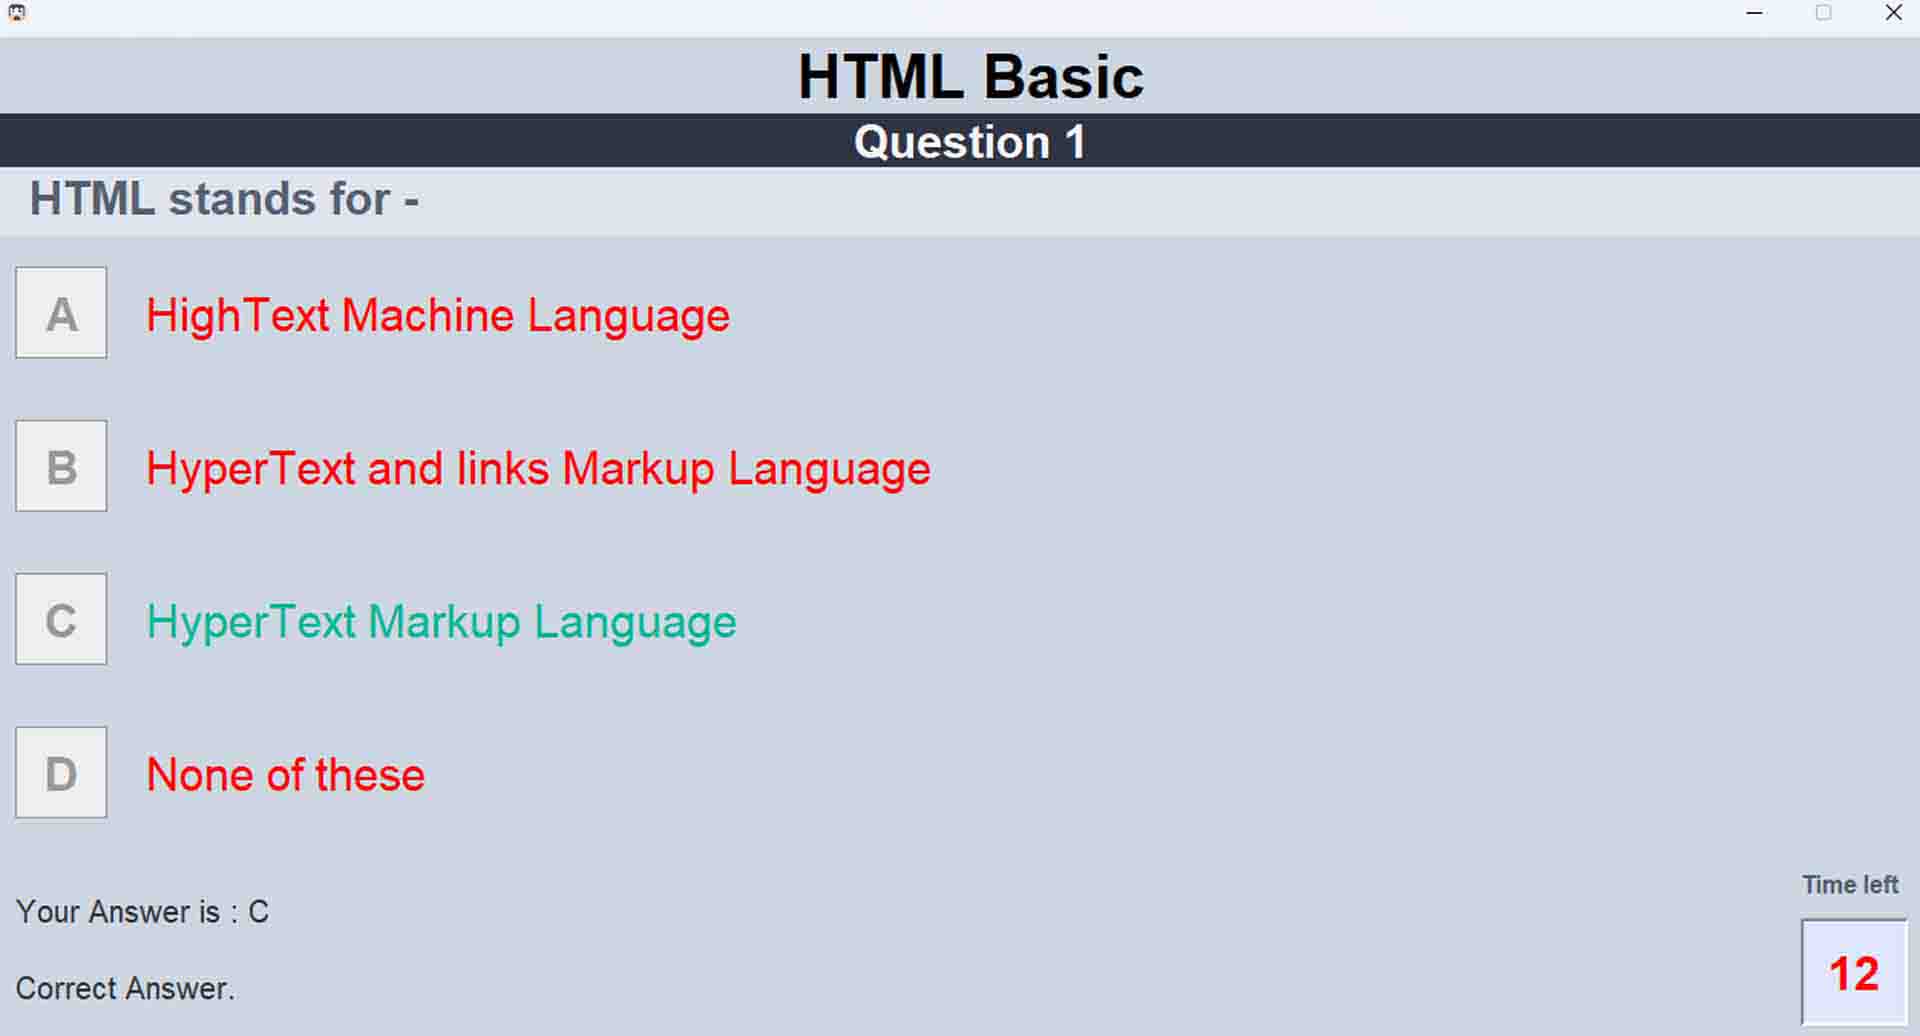 HTML Basic
Question 1
HTML stands for -
A HighText Machine Language
B HyperText and links Markup Language
C HyperText Markup Language
D None of these
Your Answer is : C
Correct Answer.
Time left
12